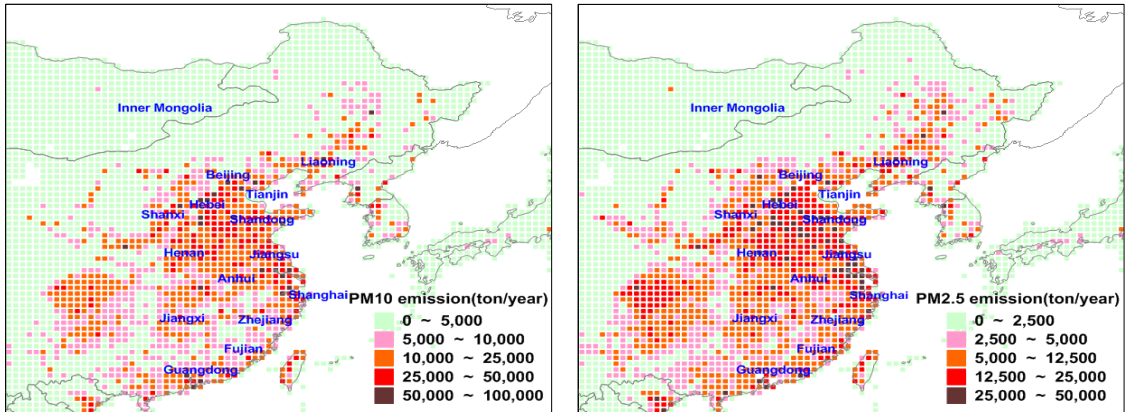 Inner Mongolia
Liaoning
Beijing
Tianjin
Hebei
Shanxi
Shandong
Henan
Jiangsu
Anhui
Shanghai
Jiangxi
Zhejiang
Fujian
Guangdong
PM10 emission(ton/year)
0 ~ 5,000
5,000 ~ 10,000
10,000 ~ 25,000
25,000 ~ 50,000
50,000 ~ 100,000
Inner Mongolia
Liaoning
Beijing
Tianjin
Hebei
Shanxi
Shandong
Henan
Jiangsu
Anhui
Shanghai
Jiangxi
Zhejiang
Fujian
Guangdong
PM2.5 emission(ton/year)
0 ~ 2,500
2,500 ~ 5,000
5,000 ~ 12,500
12,500 ~ 25,000
25,000 ~ 50,000